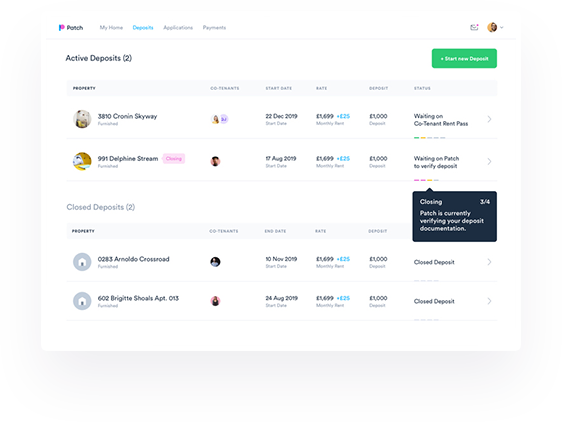 Patch My Home Deposits Applications Payments
Active Deposits (2)
+ Start new Deposit
PROPERTY CO-TENANTS START DATE RATE DEPOSIT STATUS
3810 Cronin Skyway 22 Dec 2019 £1,699 +£25 £1,000 Waiting on
Furnished Start Date Monthly Rent Deposit Co-Tenant Rent Pass
991 Delphine Stream Closing 17 Aug 2019 £1,699 +£25 £1,000 Waiting on Patch
Furnished Start Date Monthly Rent Deposit to verify deposit
Closing 3/4
Patch is currently
verifying your deposit
documentation.
Closed Deposits (2)
PROPERTY CO-TENANTS END DATE RATE DEPOSIT
0283 Arnoldo Crossroad 10 Nov 2019 £1,699 +£25 £1,000 Closed Deposit
Furnished Start Date Monthly Rent Deposit
602 Brigitte Shoals Apt. 013 24 Aug 2019 £1,699 +£25 £1,000 Closed Deposit
Furnished Start Date Monthly Rent Deposit